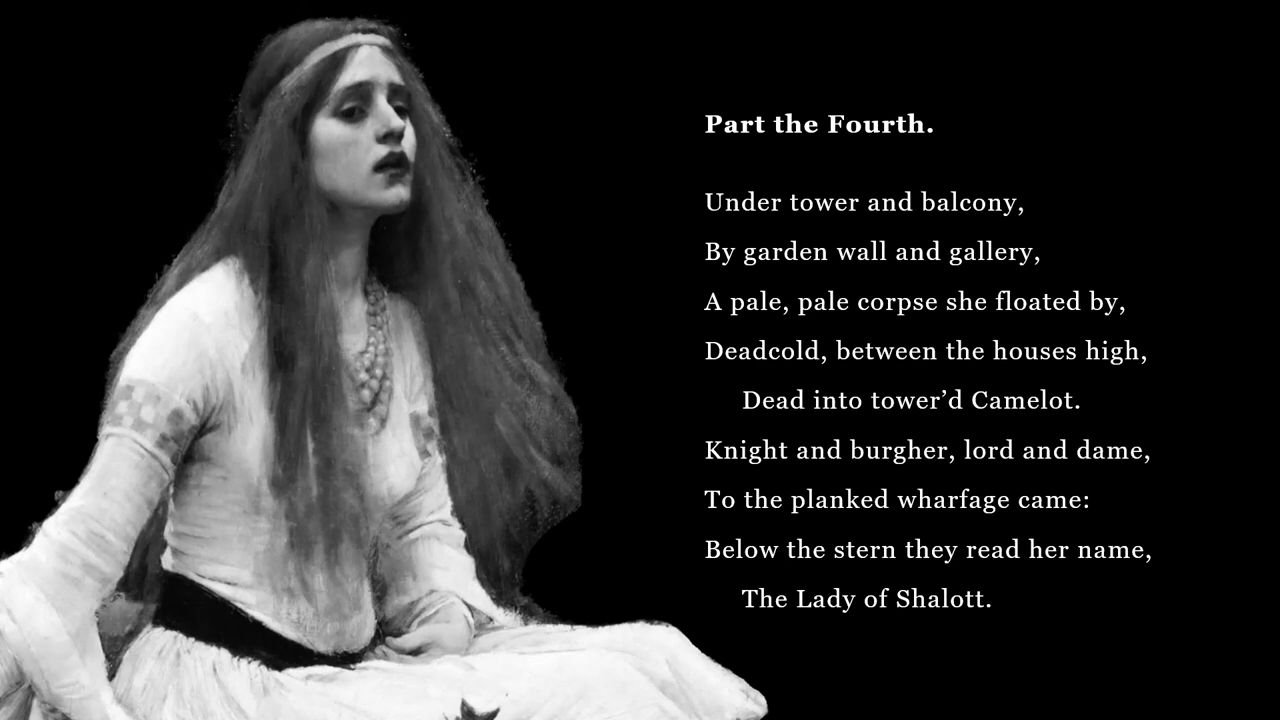 Part the Fourth.
Under tower and balcony,
By garden wall and gallery,
A pale, pale corpse she floated by,
Deadcold, between the houses high,
Dead into tower’d Camelot.
Knight and burgher, lord and dame,
To the planked wharfage came:
Below the stern they read her name,
The Lady of Shalott.